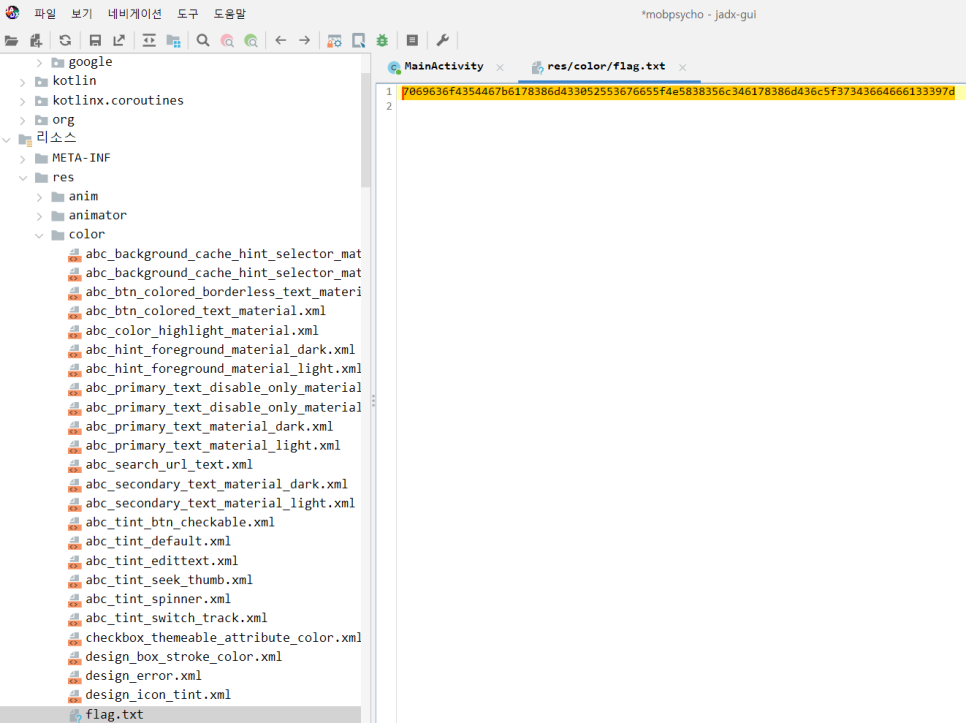 파일 보기 네비게이션 도구 도움말
*mobpsycho - jadx-gui
google
kotlin
kotlinx.coroutines
org
리소스
META-INF
res
anim
animator
color
abc_background_cache_hint_selector_mat
abc_background_cache_hint_selector_mat
abc_btn_colored_borderless_text_materi
abc_btn_colored_text_material.xml
abc_color_highlight_material.xml
abc_hint_foreground_material_dark.xml
abc_hint_foreground_material_light.xml
abc_primary_text_disable_only_material
abc_primary_text_disable_only_material
abc_primary_text_material_dark.xml
abc_primary_text_material_light.xml
abc_search_url_text.xml
abc_secondary_text_material_dark.xml
abc_secondary_text_material_light.xml
abc_tint_btn_checkable.xml
abc_tint_default.xml
abc_tint_edittext.xml
abc_tint_seek_thumb.xml
abc_tint_spinner.xml
abc_tint_switch_track.xml
checkbox_themeable_attribute_color.xml
design_box_stroke_color.xml
design_error.xml
design_icon_tint.xml
flag.txt
MainActivity
res/color/flag.txt
1 7069636f4354467b6178386d433052553676655f4e5838356c346178386d436c5f37343664666133397d
2